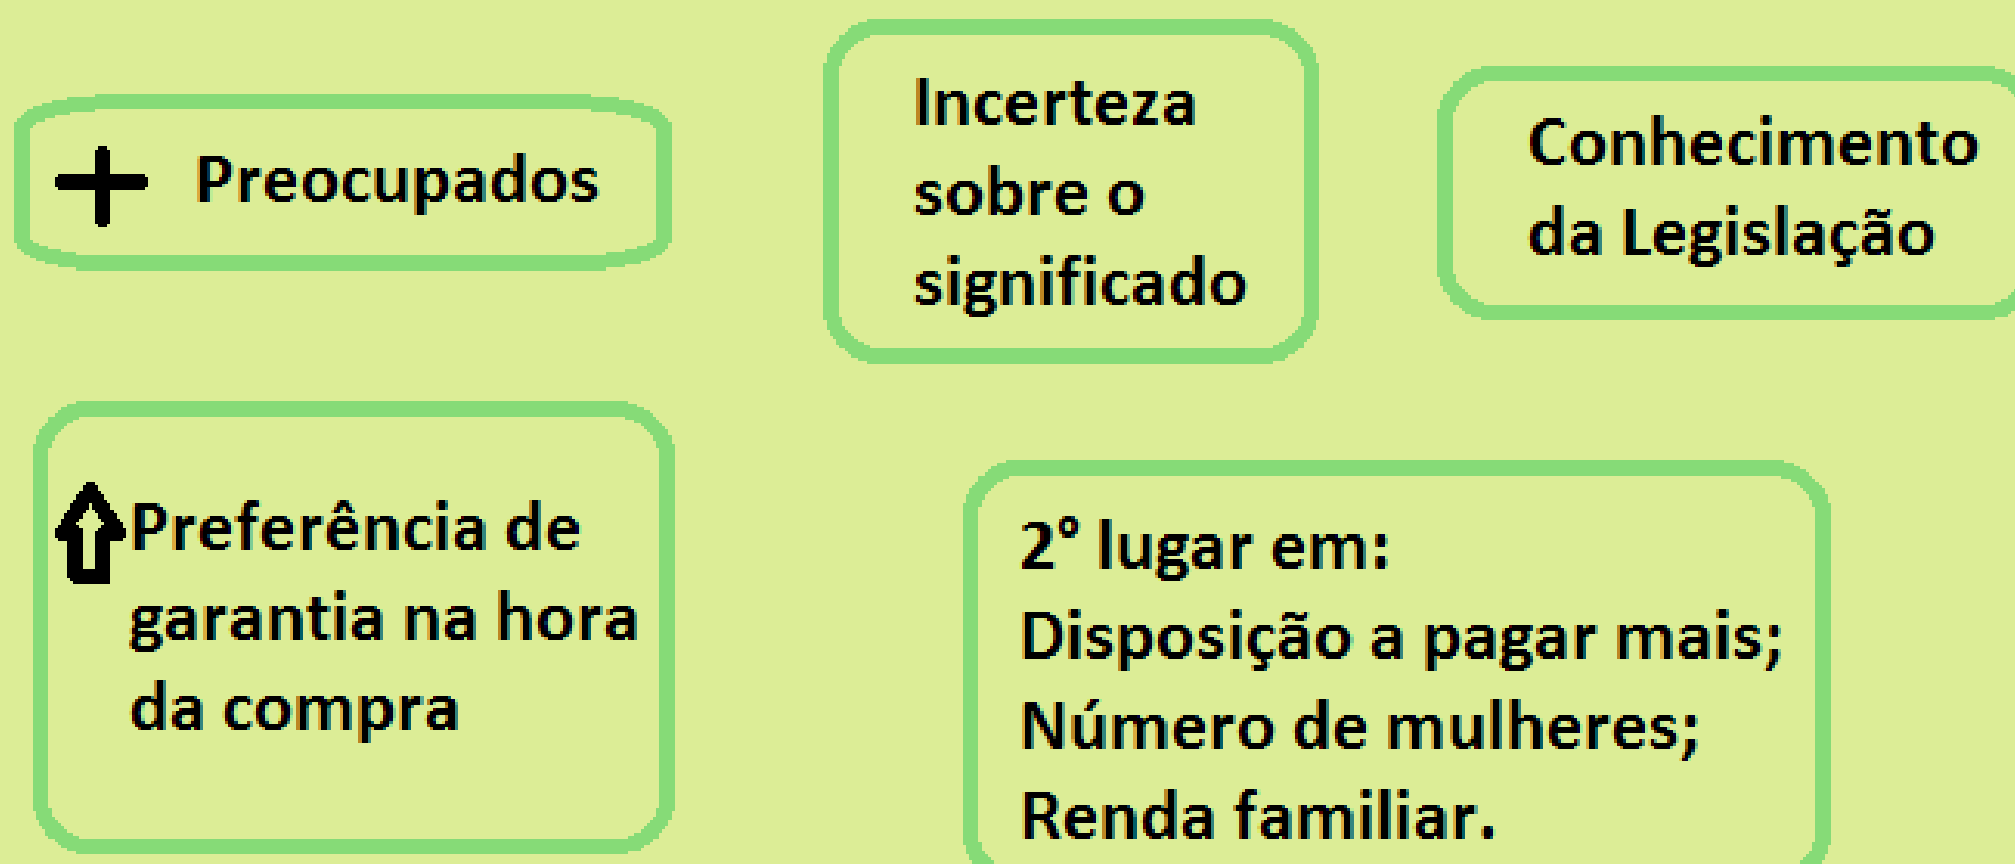 + Preocupados
Incerteza
sobre o
significado
Conhecimento
da Legislação
Preferência de
garantia na hora
da compra
2° lugar em:
Disposição a pagar mais;
Número de mulheres;
Renda familiar.